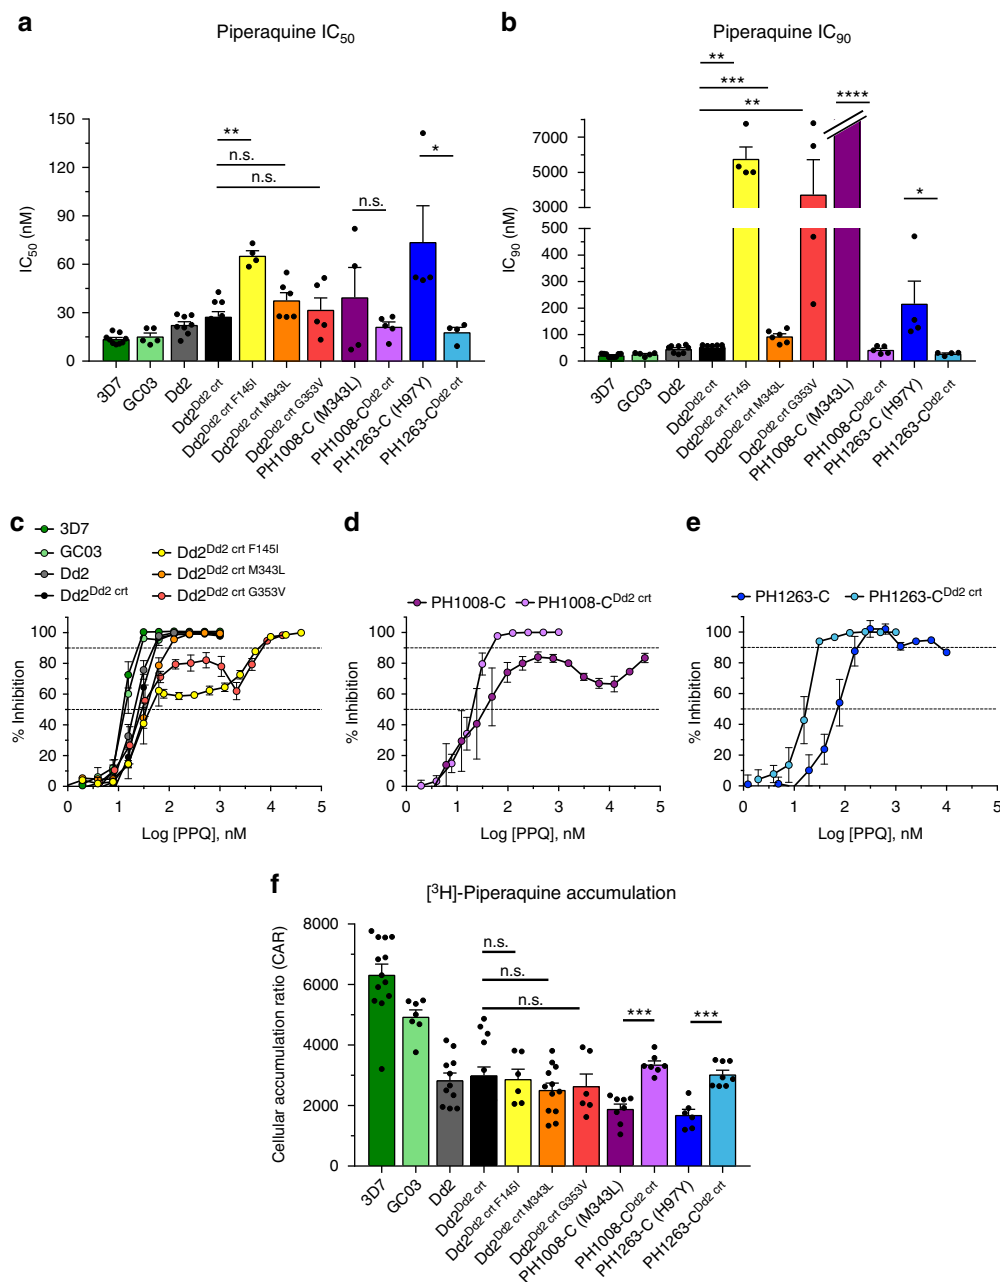 a
Piperaquine IC50
IC50 (nM)
150
120
90
60
30
0
**
n.s.
n.s.
n.s.
*
3D7
GC03
Dd2
Dd2Dd2 crt
Dd2Dd2 crt F145I
Dd2Dd2 crt M343L
Dd2Dd2 crt G353V
PH1008-C (M343L)
PH1008-CDd2 crt
PH1263-C (H97Y)
PH1263-CDd2 crt
b
Piperaquine IC90
IC90 (nM)
7000
5000
3000
500
400
300
200
100
0
**
***
**
****
*
3D7
GC03
Dd2
Dd2Dd2 crt
Dd2Dd2 crt F145I
Dd2Dd2 crt M343L
Dd2Dd2 crt G353V
PH1008-C (M343L)
PH1008-CDd2 crt
PH1263-C (H97Y)
PH1263-CDd2 crt
c
3D7
GC03
Dd2
Dd2Dd2 crt
Dd2Dd2 crt F145I
Dd2Dd2 crt M343L
Dd2Dd2 crt G353V
% Inhibition
100
80
60
40
20
0
0 1 2 3 4 5
Log [PPQ], nM
d
PH1008-C
PH1008-CDd2 crt
% Inhibition
100
80
60
40
20
0
0 1 2 3 4 5
Log [PPQ], nM
e
PH1263-C
PH1263-CDd2 crt
% Inhibition
100
80
60
40
20
0
0 1 2 3 4 5
Log [PPQ], nM
f
[3H]-Piperaquine accumulation
Cellular accumulation ratio (CAR)
8000
6000
4000
2000
0
n.s.
n.s.
n.s.
***
***
3D7
GC03
Dd2
Dd2Dd2 crt
Dd2Dd2 crt F145I
Dd2Dd2 crt M343L
Dd2Dd2 crt G353V
PH1008-C (M343L)
PH1008-CDd2 crt
PH1263-C (H97Y)
PH1263-CDd2 crt